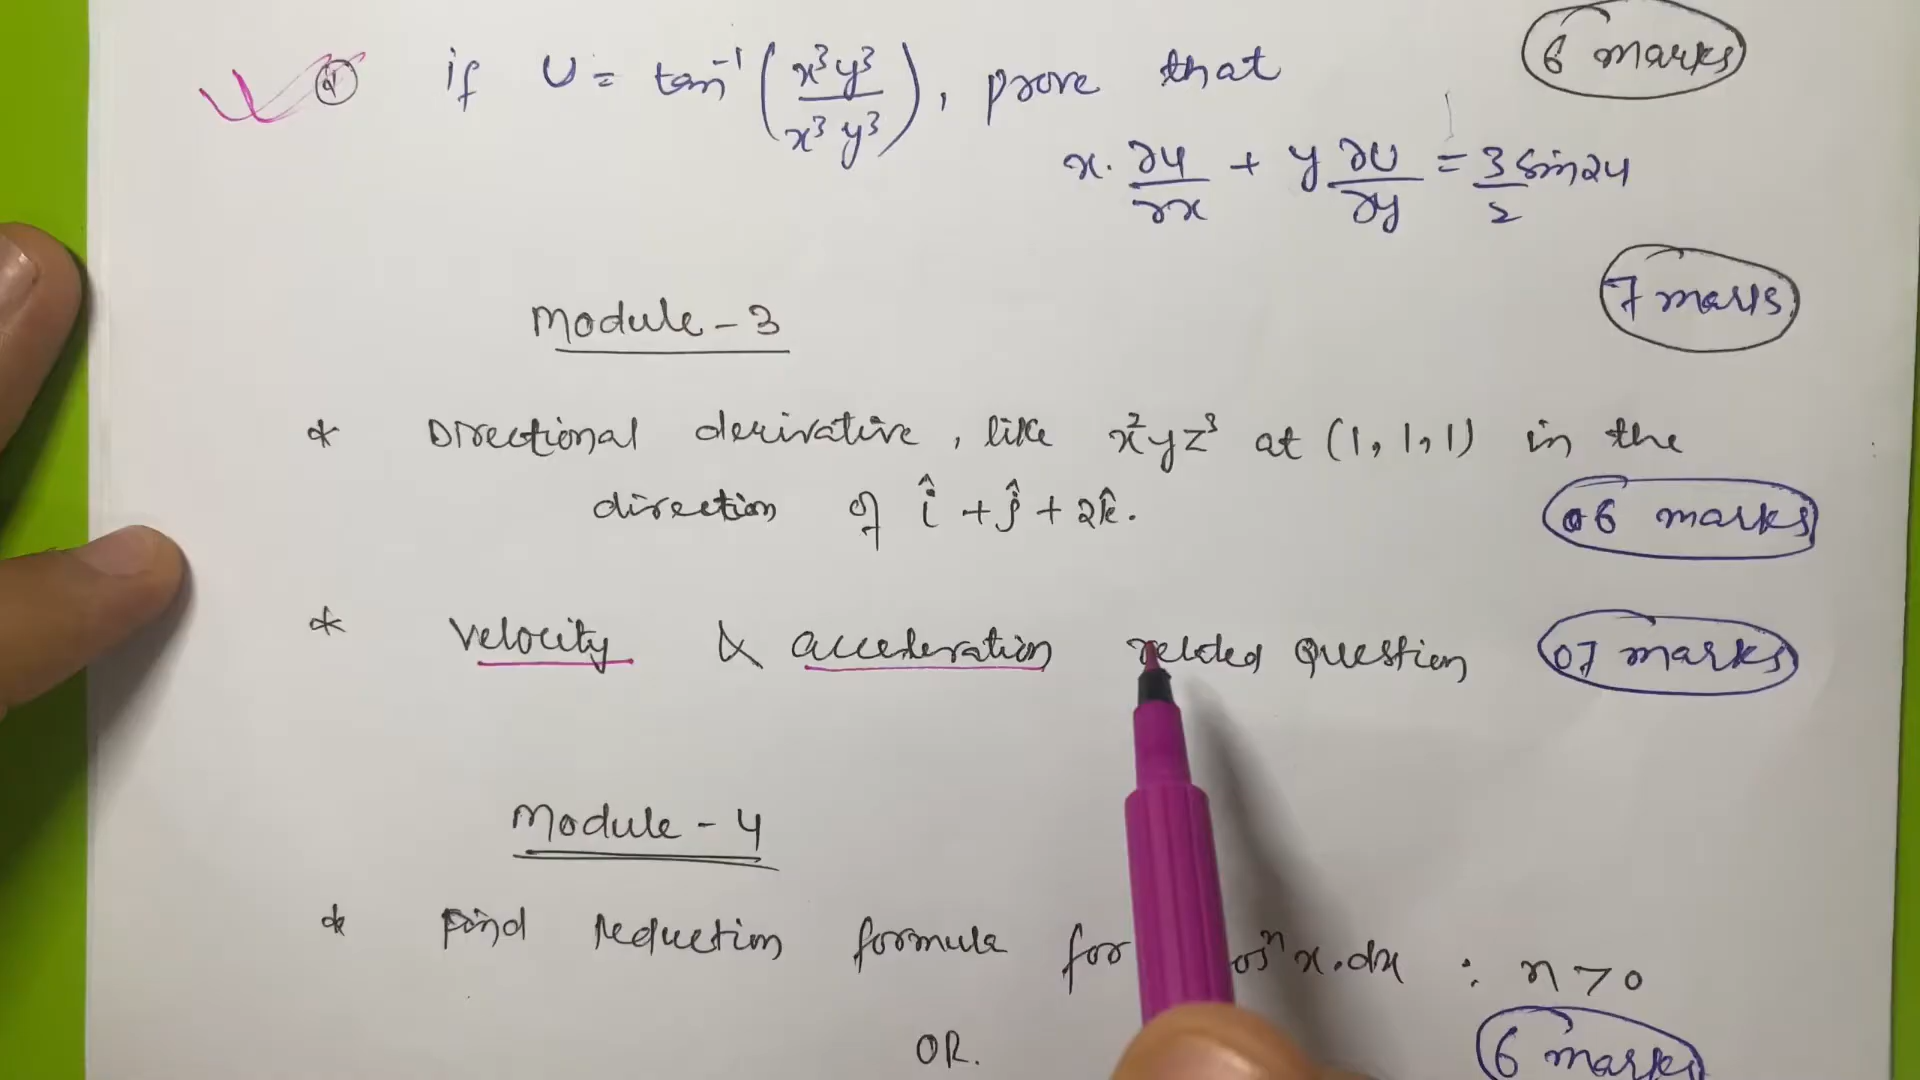 6 marks
if U = tan⁻¹ (x³y³ / x³y³), prove that
x. ∂u/∂x + y ∂U/∂y = 3/2 sin2u
7 marks
Module - 3
* Directional derivative, like x²yz³ at (1, 1, 1) in the
direction of î + ĵ + 2k̂.
06 marks
* Velocity & acceleration related question
07 marks
Module - 4
* Find reduction formula for osⁿx.dx : n > 0
OR.
6 marks